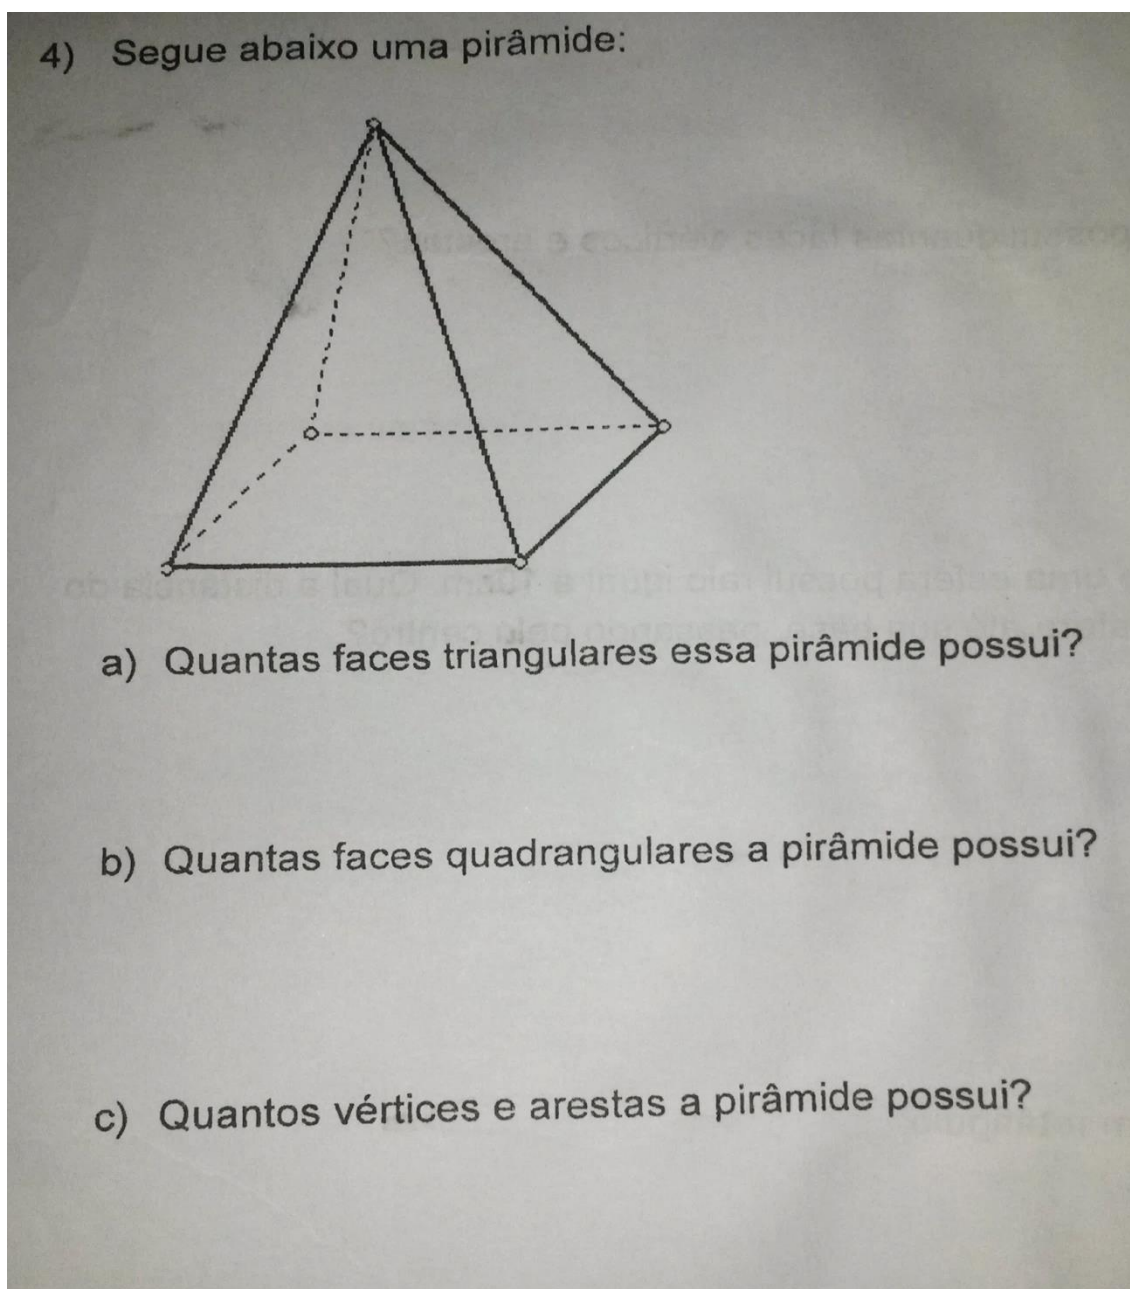 4) Segue abaixo uma pirâmide:
a) Quantas faces triangulares essa pirâmide possui?
b) Quantas faces quadrangulares a pirâmide possui?
c) Quantos vértices e arestas a pirâmide possui?